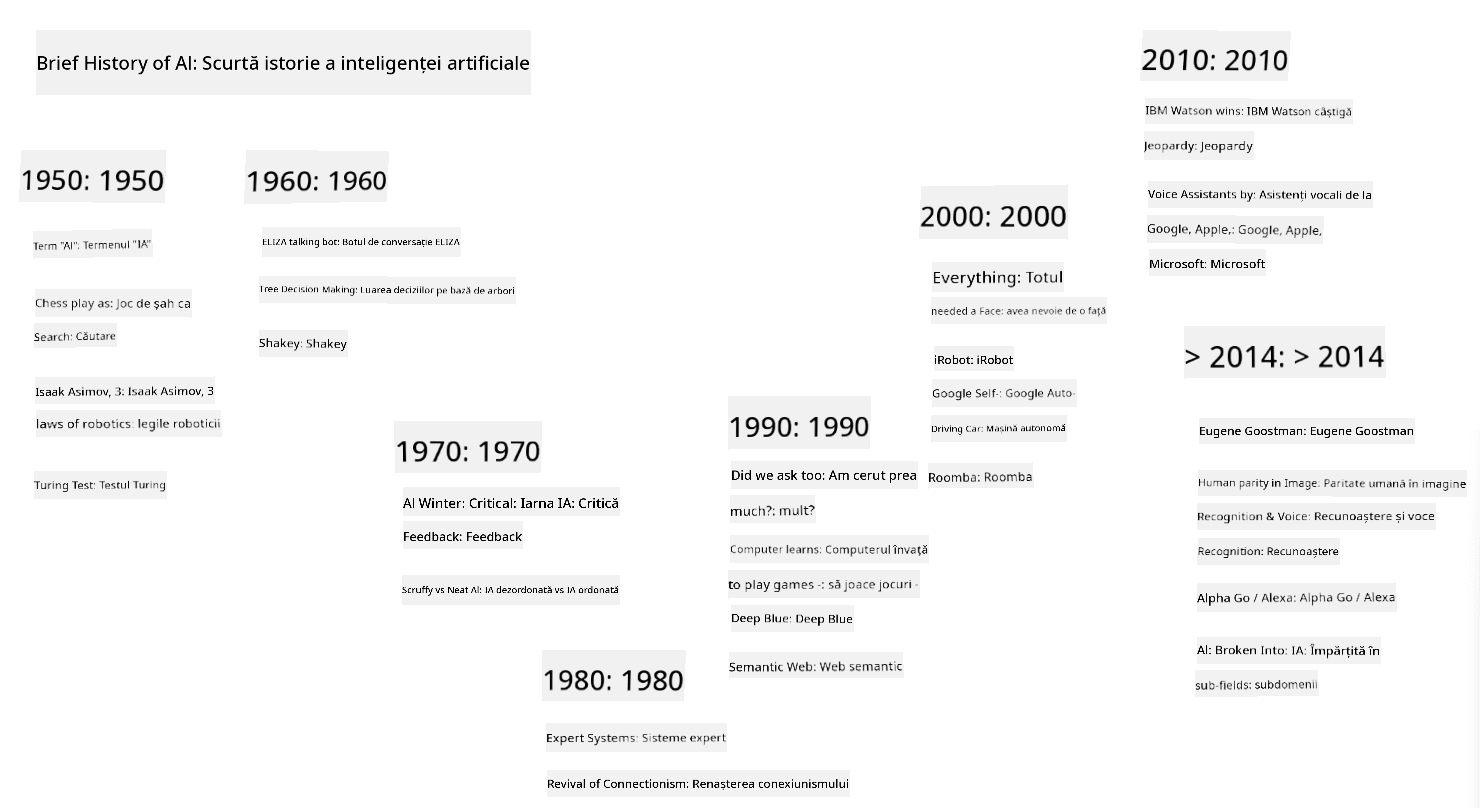 Brief History of AI: Scurtă istorie a inteligenței artificiale
1950: 1950
Term "AI": Termenul "IA"
Chess play as: Joc de șah ca
Search: Căutare
Isaak Asimov, 3: Isaak Asimov, 3
laws of robotics: legile roboticii
Turing Test: Testul Turing
1960: 1960
ELIZA talking bot: Botul de conversație ELIZA
Tree Decision Making: Luarea deciziilor pe bază de arbori
Shakey: Shakey
1970: 1970
AI Winter: Critical: Iarna IA: Critică
Feedback: Feedback
Scruffy vs Neat AI: IA dezordonată vs IA ordonată
1980: 1980
Expert Systems: Sisteme expert
Revival of Connectionism: Renașterea conexiunismului
1990: 1990
Did we ask too: Am cerut prea
much?: mult?
Computer learns: Computerul învață
to play games -: să joace jocuri -
Deep Blue: Deep Blue
Semantic Web: Web semantic
2000: 2000
Everything: Totul
needed a Face: avea nevoie de o față
iRobot: iRobot
Google Self-: Google Auto-
Driving Car: Mașină autonomă
Roomba: Roomba
2010: 2010
IBM Watson wins: IBM Watson câștigă
Jeopardy: Jeopardy
Voice Assistants by: Asistenți vocali de la
Google, Apple,: Google, Apple,
Microsoft: Microsoft
> 2014: > 2014
Eugene Goostman: Eugene Goostman
Human parity in Image: Paritate umană în imagine
Recognition & Voice: Recunoaștere și voce
Recognition: Recunoaștere
Alpha Go / Alexa: Alpha Go / Alexa
AI: Broken Into: IA: Împărțită în
sub-fields: subdomenii